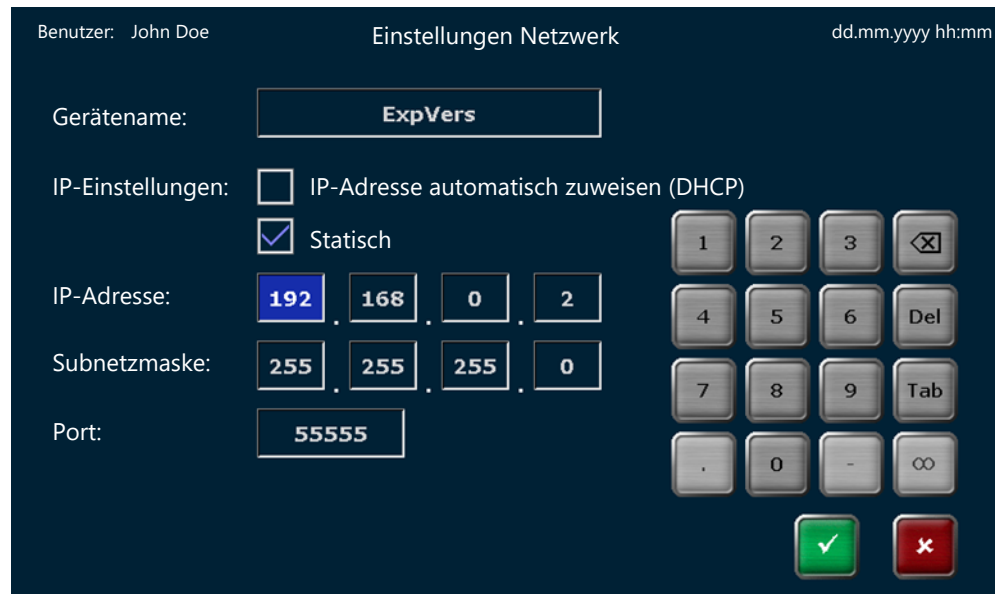 Benutzer: John Doe
Einstellungen Netzwerk
dd.mm.yyyy hh:mm
Gerätename:
ExpVers
IP-Einstellungen:
IP-Adresse automatisch zuweisen (DHCP)
Statisch
IP-Adresse:
192 . 168 . 0 . 2
Subnetzmaske:
255 . 255 . 255 . 0
Port:
55555
1 2 3
4 5 6 Del
7 8 9 Tab
. 0 - ∞